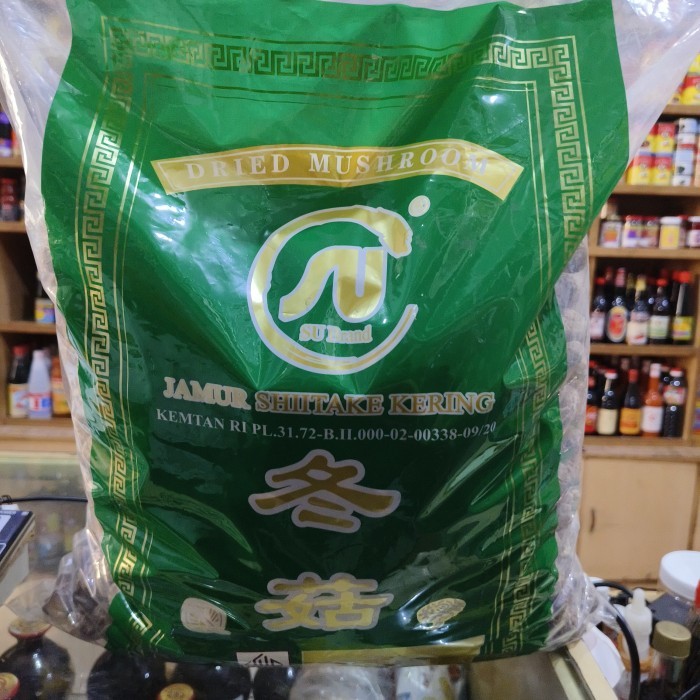 DRIED MUSHROOM
SU Brand
JAMUR SHIITAKE KERING
KEMTAN RI PL.31.72-B.II.000-02-00338-09/20
冬
菇